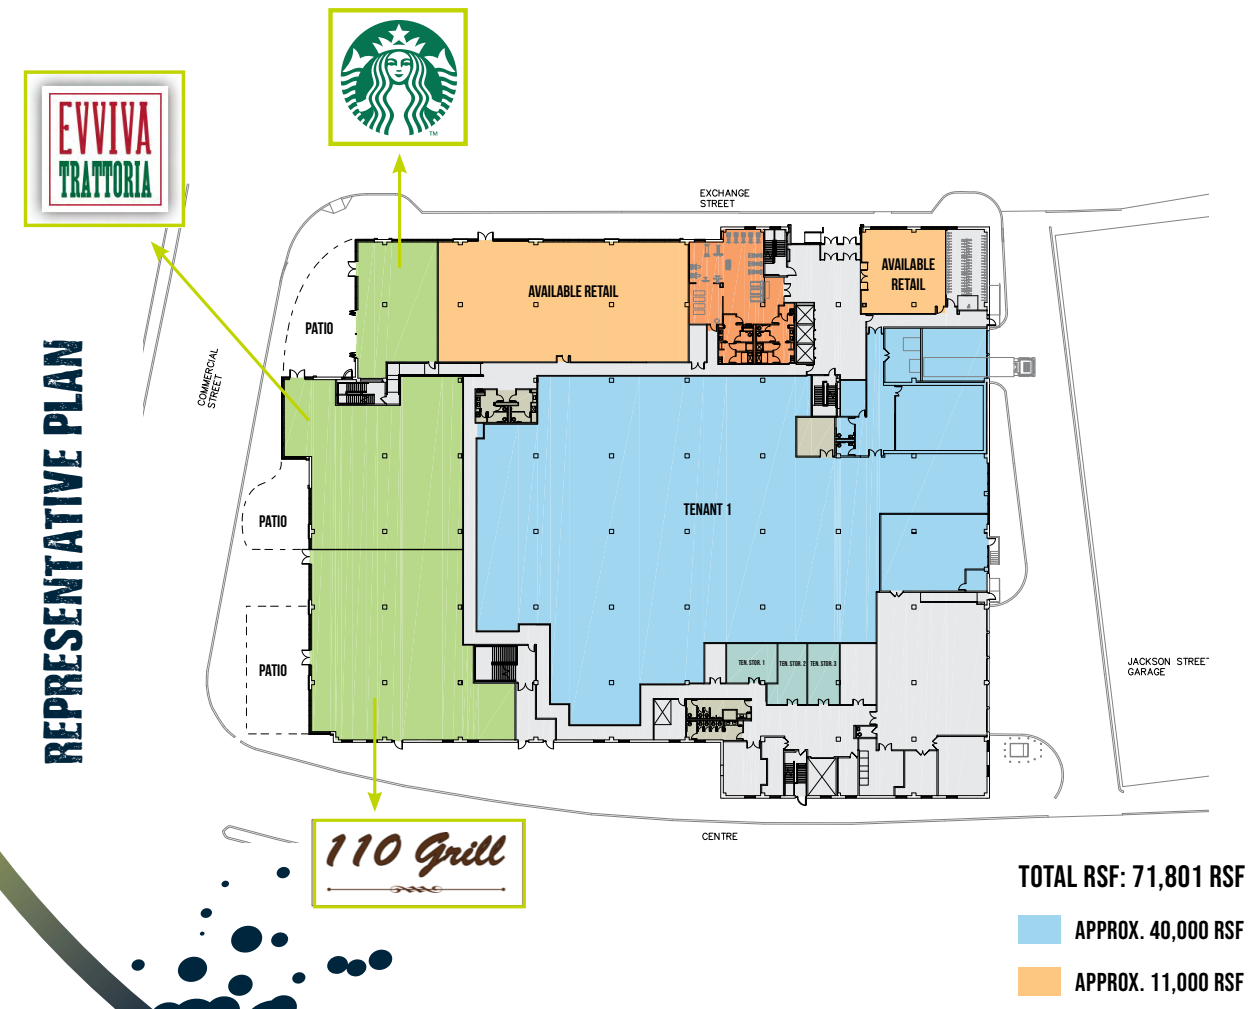 EVVIVA
TRATTORIA
TM
EXCHANGE
STREET
AVAILABLE RETAIL
AVAILABLE
RETAIL
PATIO
COMMERCIAL
STREET
REPRESENTATIVE PLAN
TENANT 1
PATIO
PATIO
TEN. STOR. 1
TEN. STOR. 2
TEN. STOR. 3
JACKSON STREET
GARAGE
CENTRE
110 Grill
TOTAL RSF: 71,801 RSF
APPROX. 40,000 RSF
APPROX. 11,000 RSF